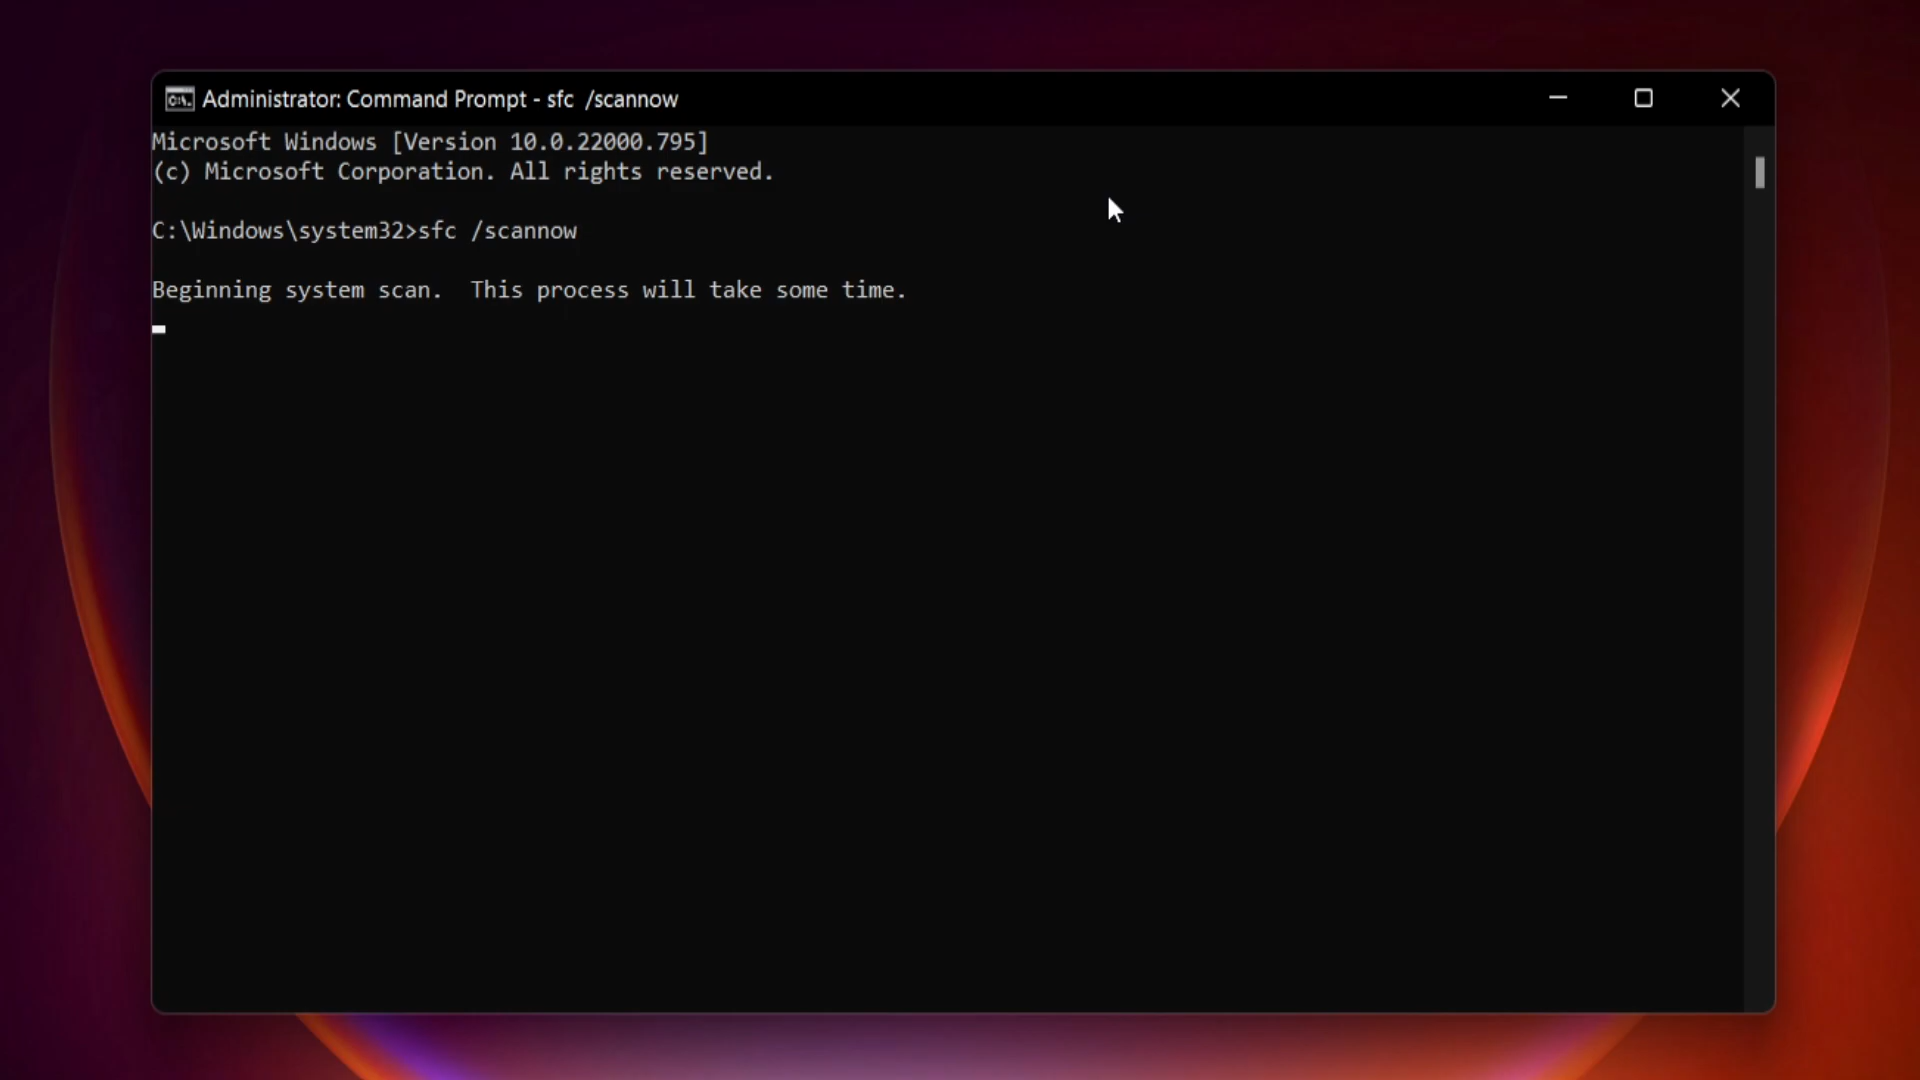 Administrator: Command Prompt - sfc  /scannow
Microsoft Windows [Version 10.0.22000.795]
(c) Microsoft Corporation. All rights reserved.
C:\Windows\system32>sfc /scannow
Beginning system scan.  This process will take some time.